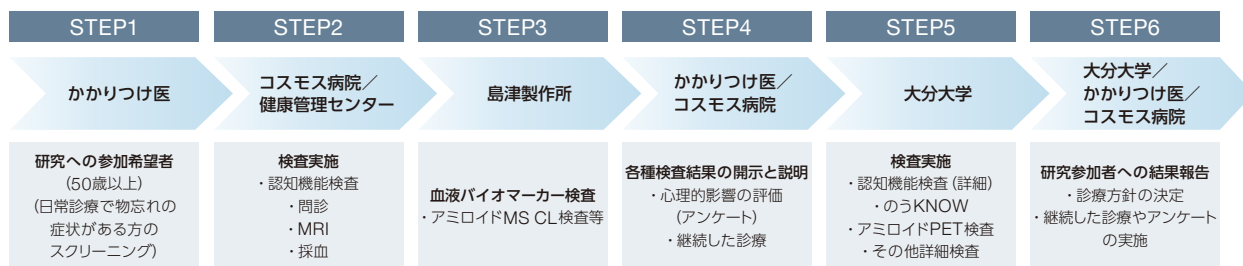 STEP1
かかりつけ医
研究への参加希望者
(50歳以上)
(日常診療で物忘れの
症状がある方の
スクリーニング)
STEP2
コスモス病院/
健康管理センター
検査実施
・認知機能検査
・問診
・MRI
・採血
STEP3
島津製作所
血液バイオマーカー検査
・アミロイドMS CL検査等
STEP4
かかりつけ医/
コスモス病院
各種検査結果の開示と説明
・心理的影響の評価
(アンケート)
・継続した診療
STEP5
大分大学
検査実施
・認知機能検査(詳細)
・のうKNOW
・アミロイドPET検査
・その他詳細検査
STEP6
大分大学/
かかりつけ医/
コスモス病院
研究参加者への結果報告
・診療方針の決定
・継続した診療やアンケート
の実施